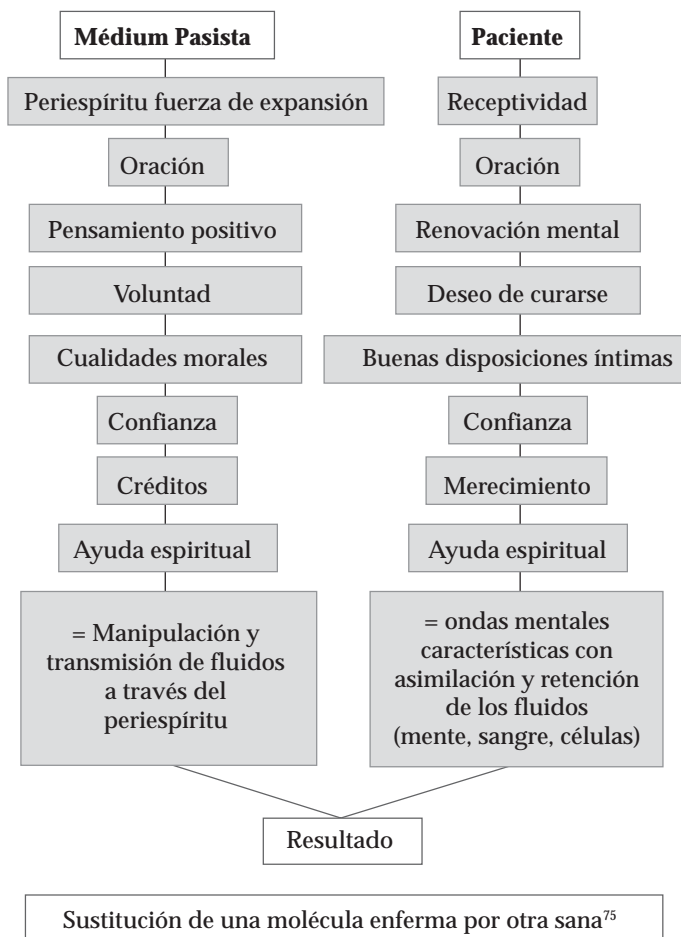 Médium Pasista
Periespíritu fuerza de expansión
Oración
Pensamiento positivo
Voluntad
Cualidades morales
Confianza
Créditos
Ayuda espiritual
= Manipulación y
transmisión de fluidos
a través del
periespíritu
Paciente
Receptividad
Oración
Renovación mental
Deseo de curarse
Buenas disposiciones íntimas
Confianza
Merecimiento
Ayuda espiritual
= ondas mentales
características con
asimilación y retención
de los fluidos
(mente, sangre, células)
Resultado
Sustitución de una molécula enferma por otra sana⁷⁵